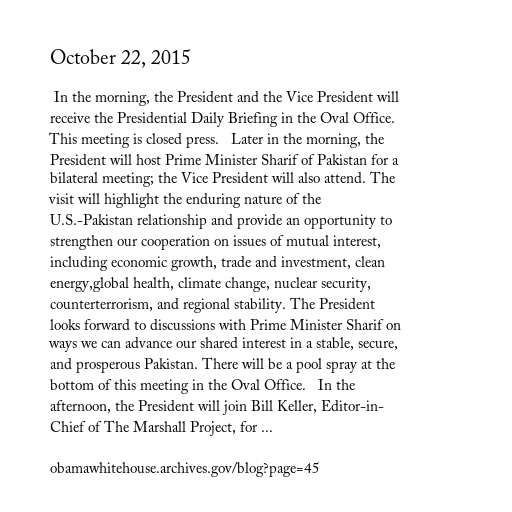 October 22, 2015
In the morning, the President and the Vice President will
receive the Presidential Daily Briefing in the Oval Office.
This meeting is closed press.   Later in the morning, the
President will host Prime Minister Sharif of Pakistan for a
bilateral meeting; the Vice President will also attend. The
visit will highlight the enduring nature of the
U.S.-Pakistan relationship and provide an opportunity to
strengthen our cooperation on issues of mutual interest,
including economic growth, trade and investment, clean
energy,global health, climate change, nuclear security,
counterterrorism, and regional stability. The President
looks forward to discussions with Prime Minister Sharif on
ways we can advance our shared interest in a stable, secure,
and prosperous Pakistan. There will be a pool spray at the
bottom of this meeting in the Oval Office.   In the
afternoon, the President will join Bill Keller, Editor-in-
Chief of The Marshall Project, for ...
obamawhitehouse.archives.gov/blog?page=45